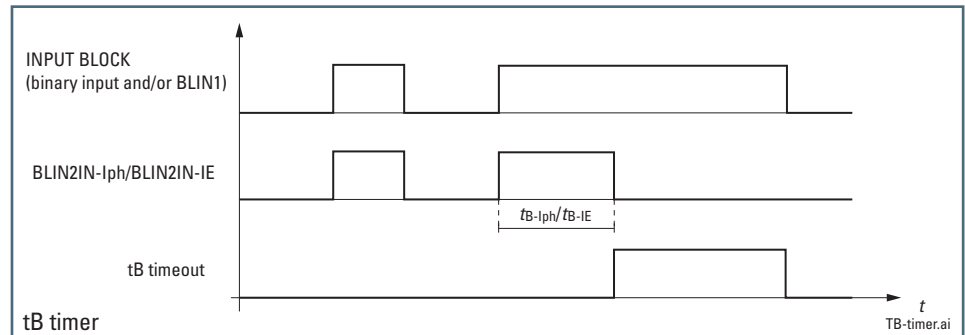 INPUT BLOCK
(binary input and/or BLIN1)
BLIN2IN-Iph/BLIN2IN-IE
tB-Iph/tB-IE
tB timeout
t
tB timer
TB-timer.ai